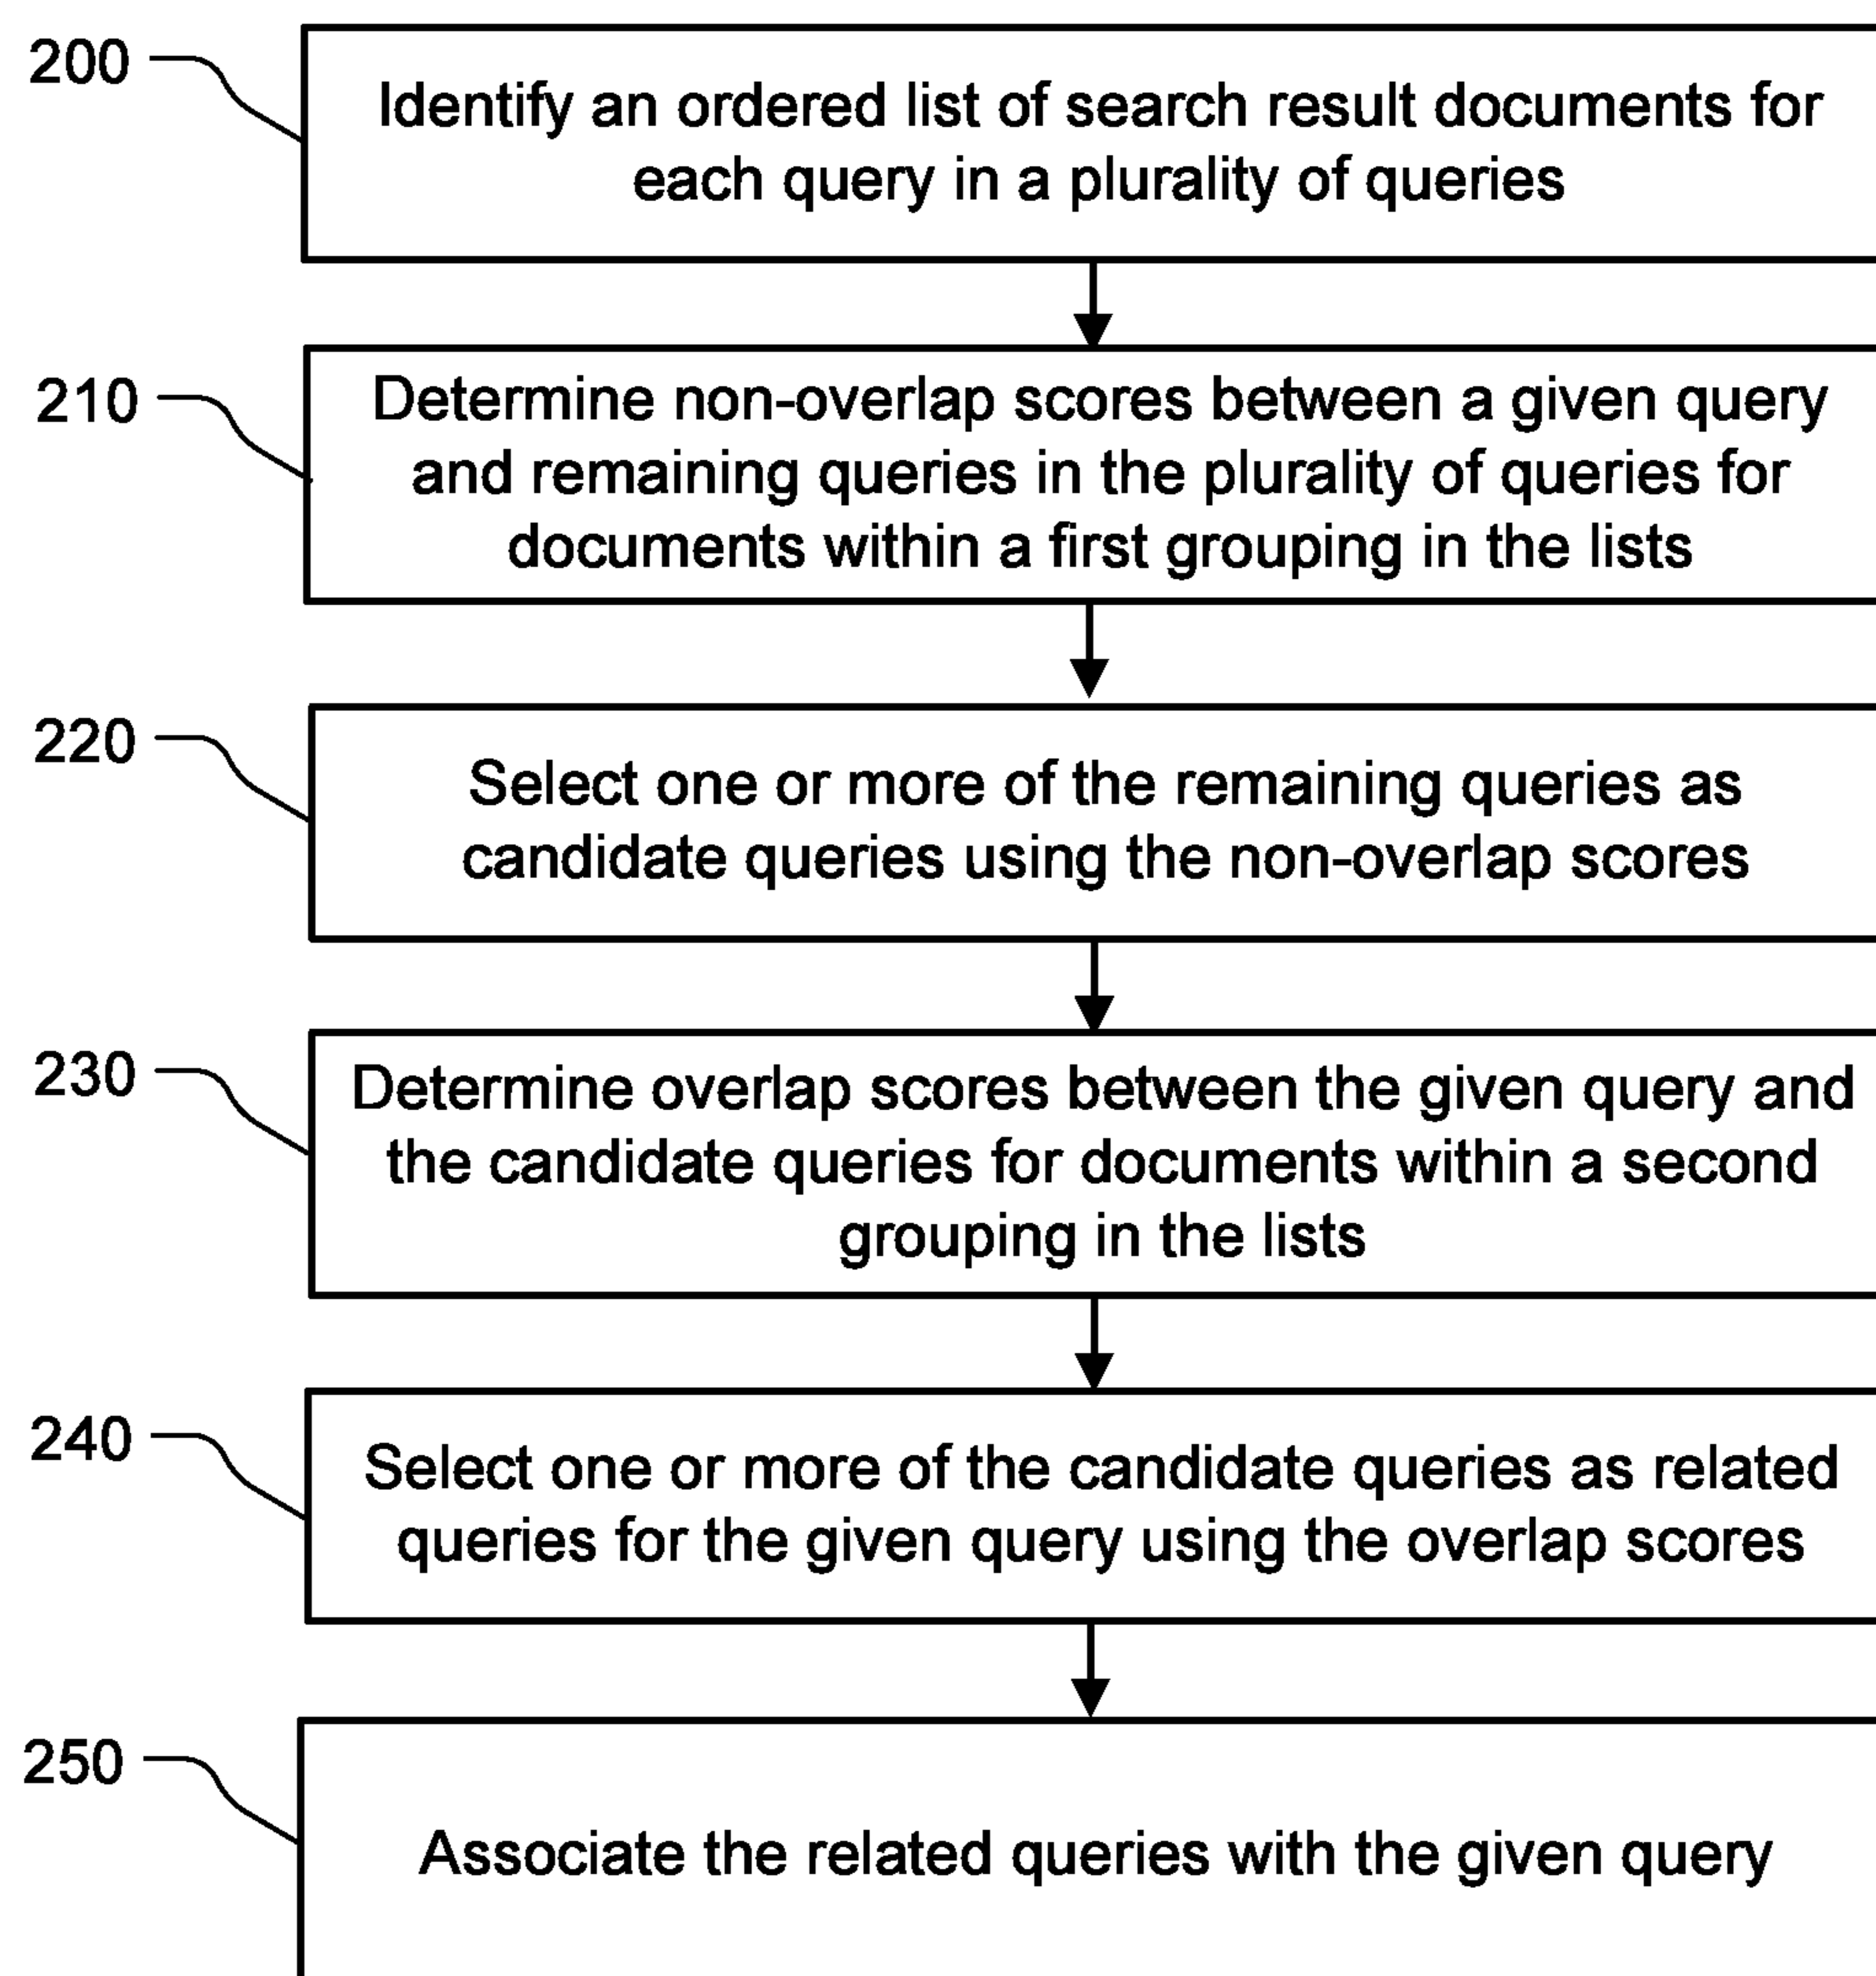 200
Identify an ordered list of search result documents for
each query in a plurality of queries
210
Determine non-overlap scores between a given query
and remaining queries in the plurality of queries for
documents within a first grouping in the lists
220
Select one or more of the remaining queries as
candidate queries using the non-overlap scores
230
Determine overlap scores between the given query and
the candidate queries for documents within a second
grouping in the lists
240
Select one or more of the candidate queries as related
queries for the given query using the overlap scores
250
Associate the related queries with the given query